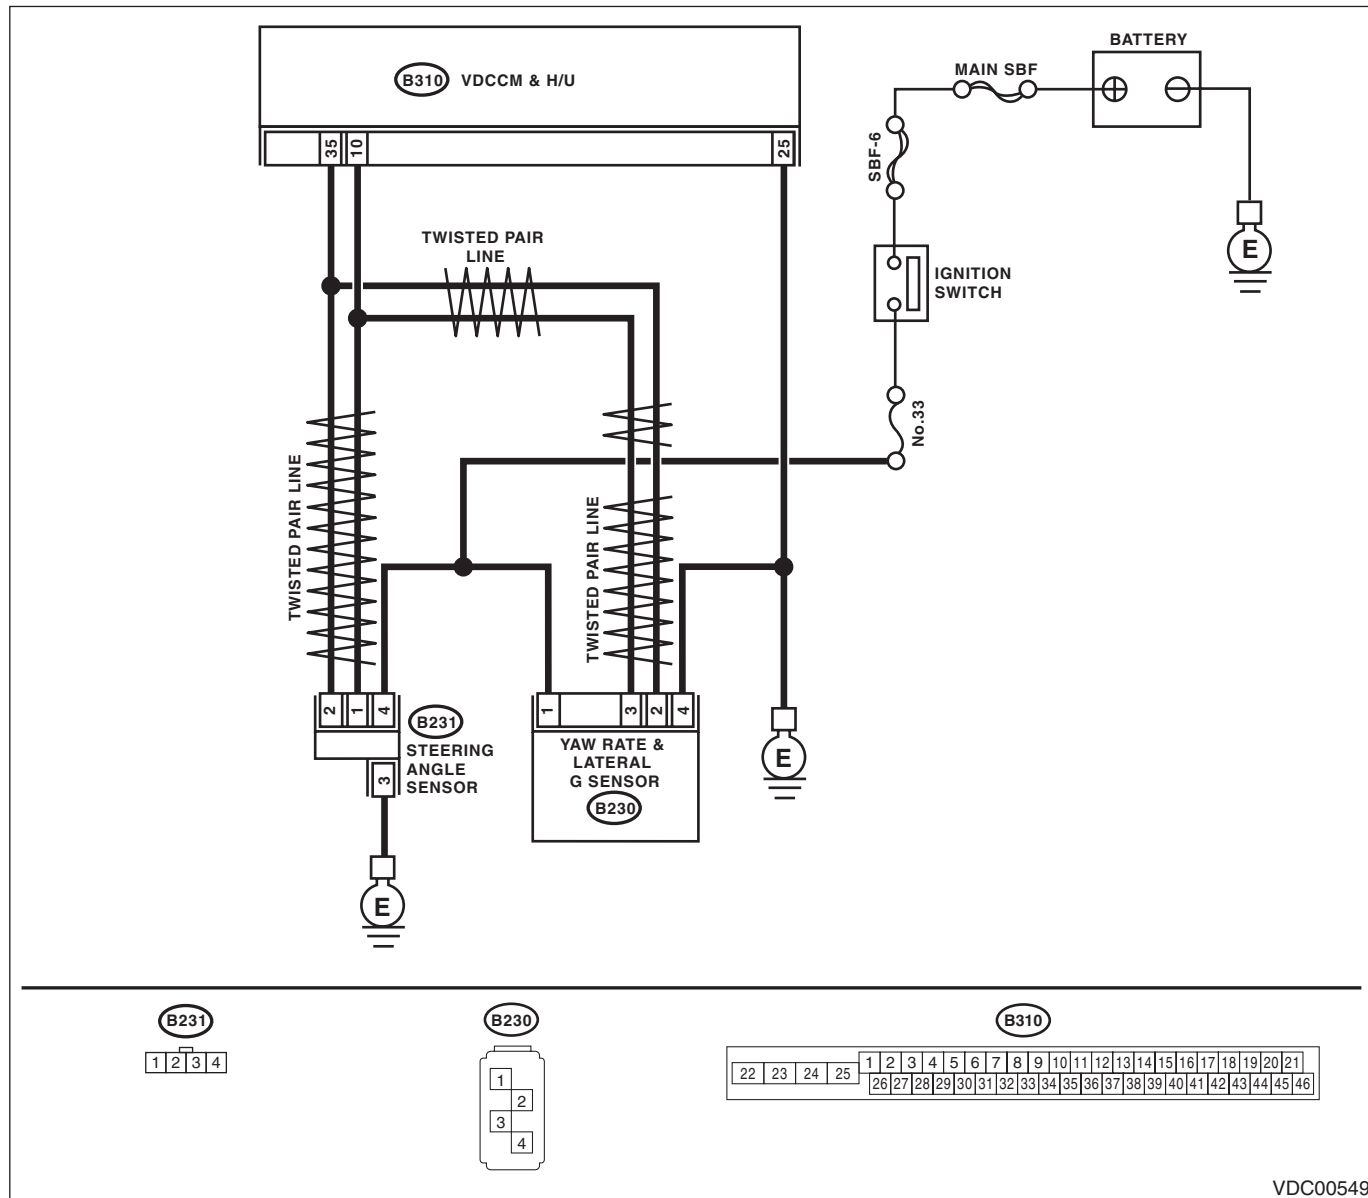 B310 VDCCM & H/U
35 10 25
BATTERY
MAIN SBF
SBF-6
E
IGNITION
SWITCH
No.33
TWISTED PAIR
LINE
TWISTED PAIR LINE
TWISTED PAIR LINE
2 1 4
B231
STEERING
ANGLE
SENSOR
3
E
1 3 2 4
YAW RATE &
LATERAL
G SENSOR
B230
E
B231
1 2 3 4
B230
1
2
3
4
B310
22 23 24 25
1 2 3 4 5 6 7 8 9 10 11 12 13 14 15 16 17 18 19 20 21
26 27 28 29 30 31 32 33 34 35 36 37 38 39 40 41 42 43 44 45 46
VDC00549